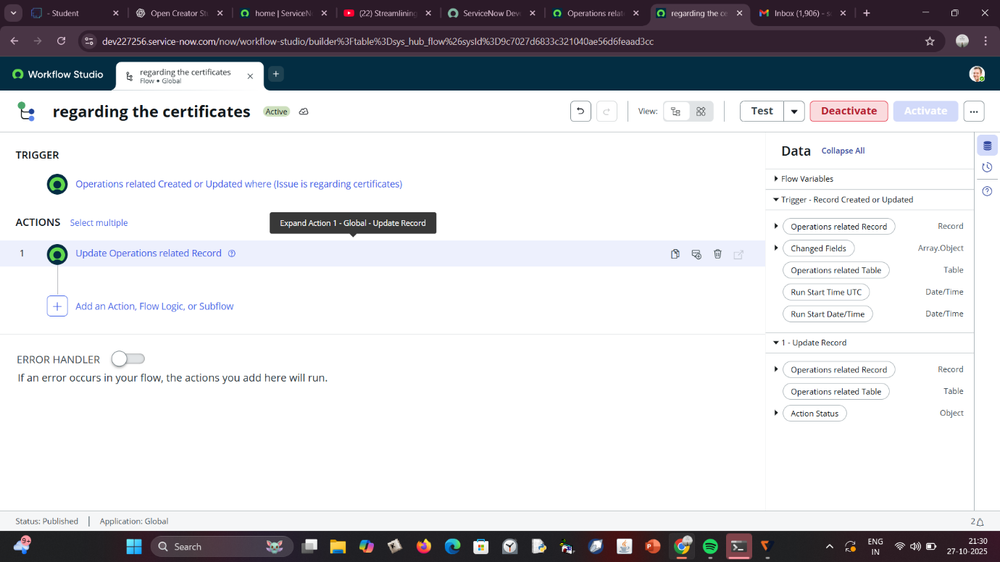 - Student
Open Creator St
home | ServiceN
(22) Streamlining
ServiceNow Dev
Operations relat
regarding the ce
Inbox (1,906) - s
dev227256.service-now.com/now/workflow-studio/builder%3Ftable%3Dsys_hub_flow%26sysId%3D9c7027d6833c321040ae56d6feaad3cc
Workflow Studio
regarding the certificates
Flow • Global
regarding the certificates
Active
View:
Test
Deactivate
Activate
TRIGGER
Operations related Created or Updated where (Issue is regarding certificates)
ACTIONS
Select multiple
Expand Action 1 - Global - Update Record
1
Update Operations related Record
Add an Action, Flow Logic, or Subflow
ERROR HANDLER
If an error occurs in your flow, the actions you add here will run.
Data
Collapse All
Flow Variables
Trigger - Record Created or Updated
Operations related Record Record
Changed Fields Array.Object
Operations related Table Table
Run Start Time UTC Date/Time
Run Start Date/Time Date/Time
1 - Update Record
Operations related Record Record
Operations related Table Table
Action Status Object
Status: Published
Application: Global
2
9+
Search
ENG
IN
21:30
27-10-2025